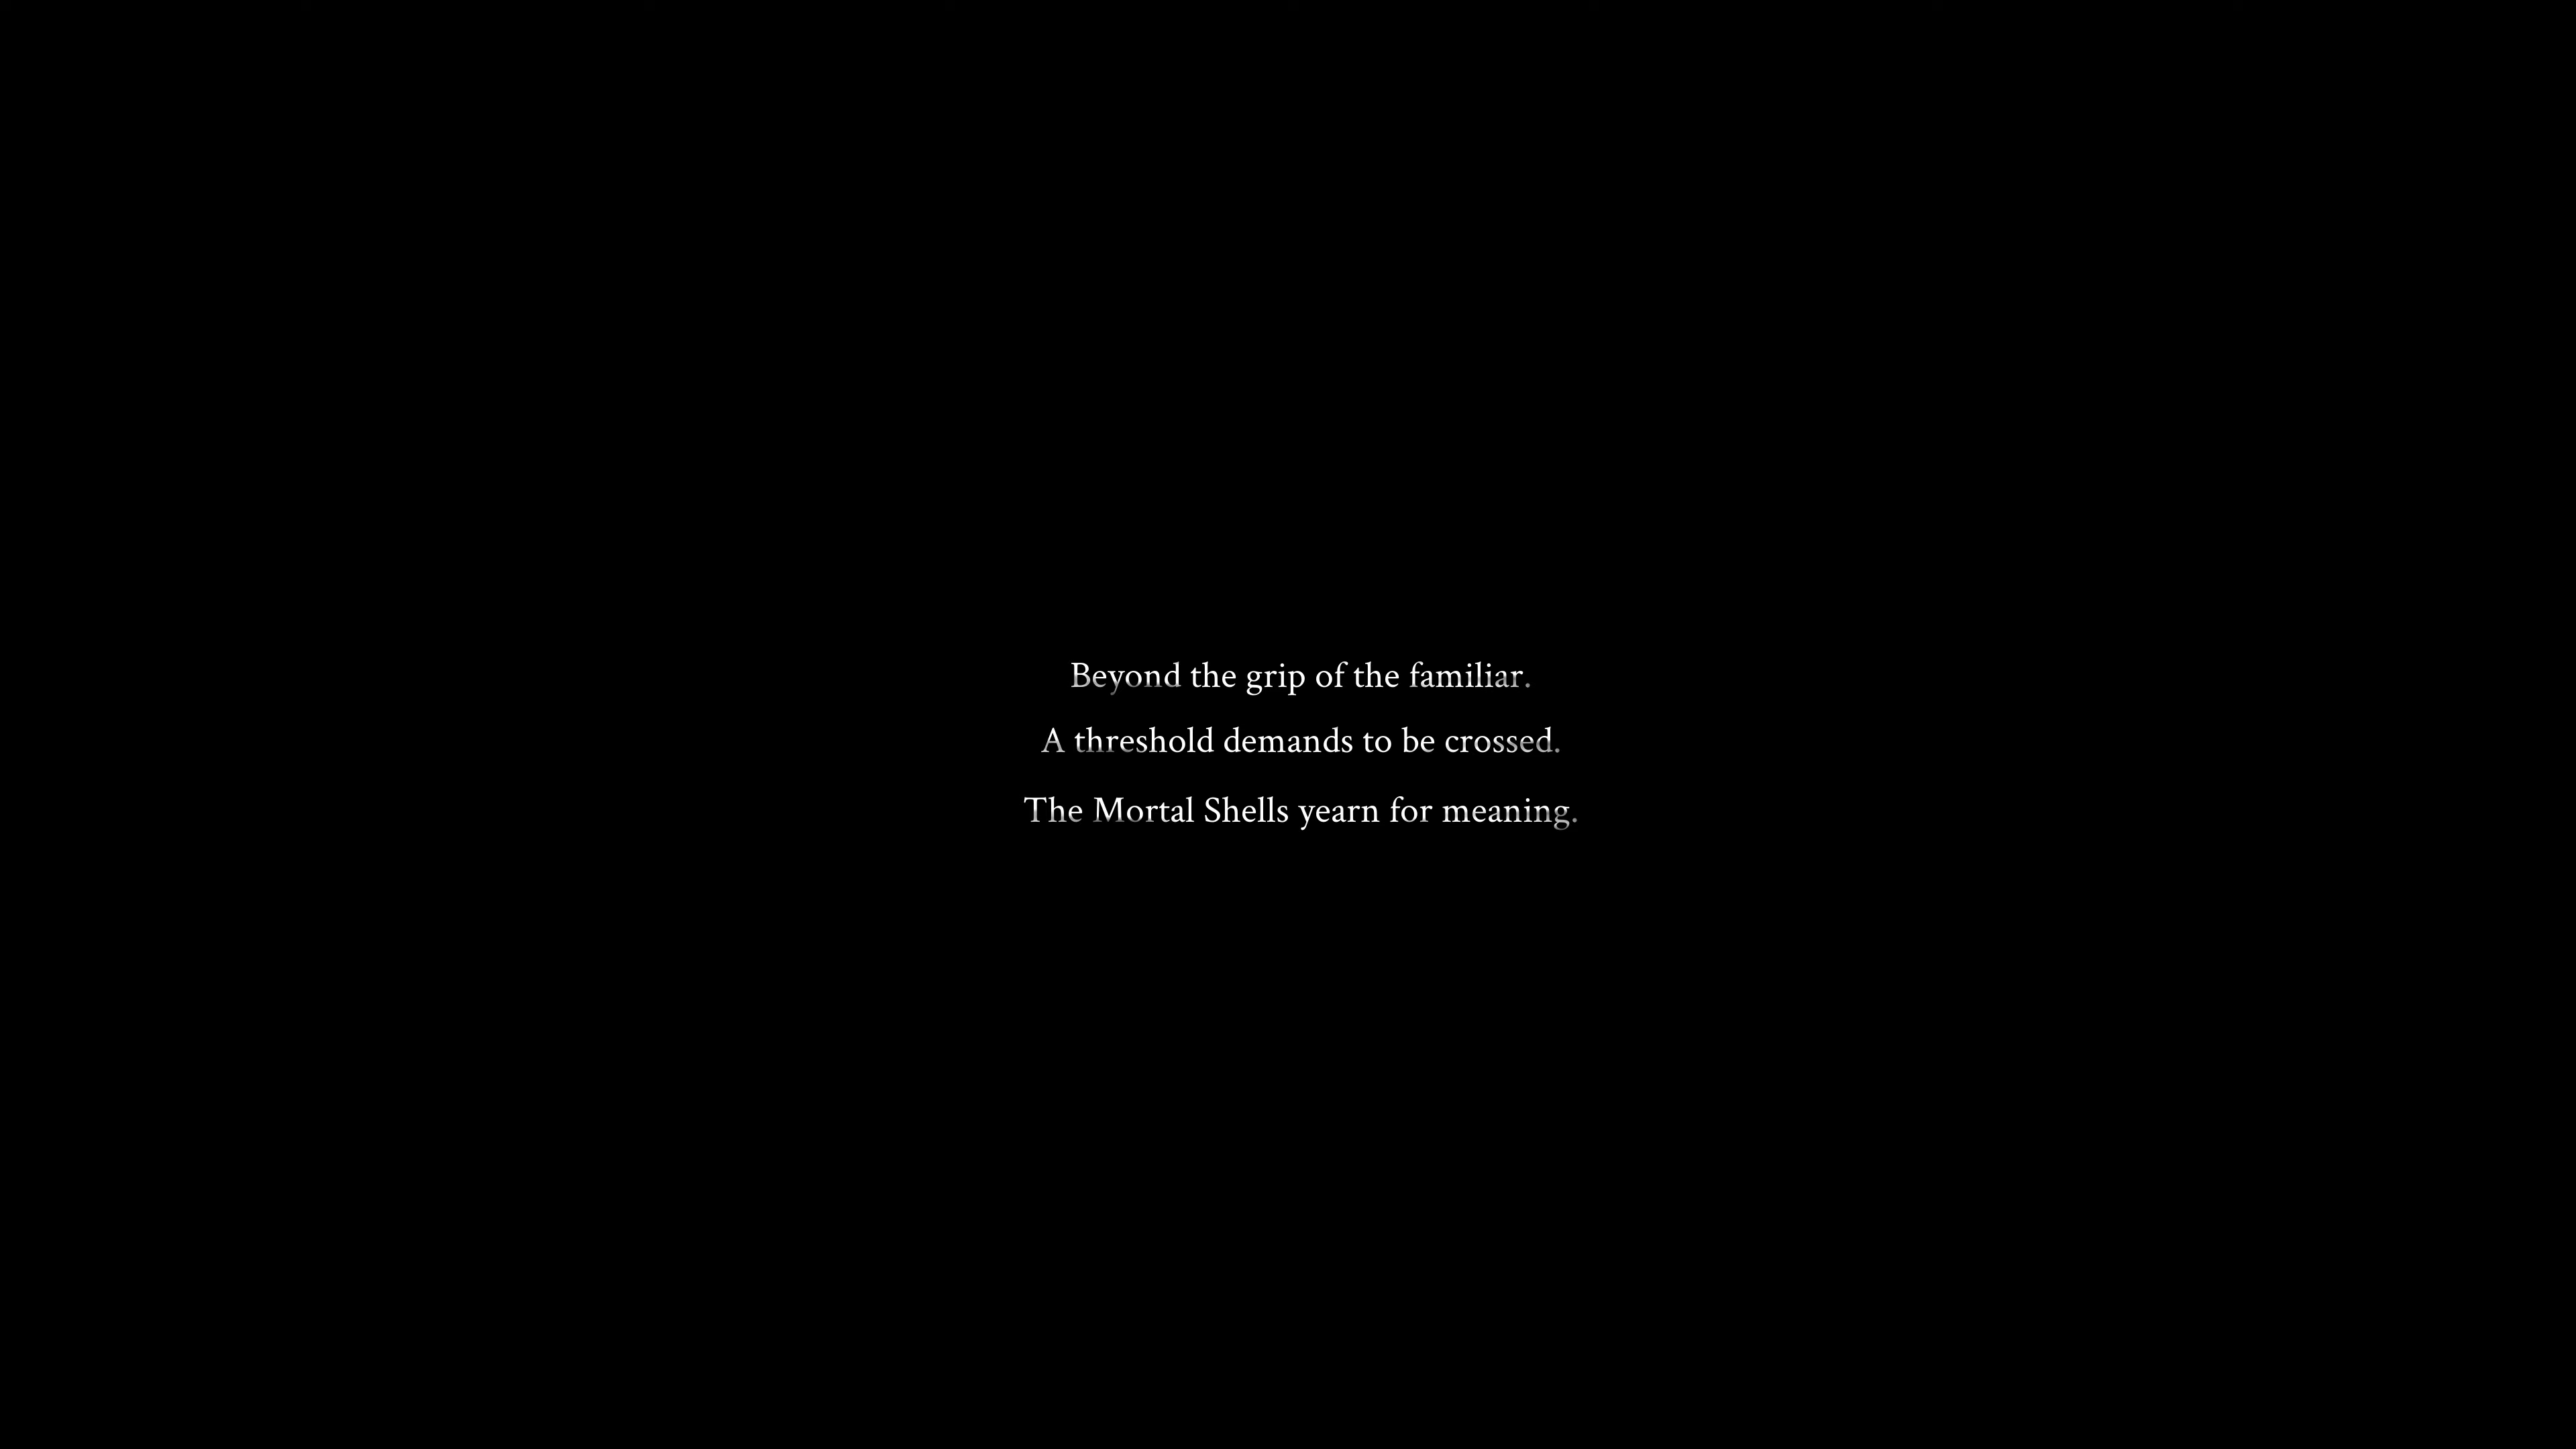 Beyond the grip of the familiar.
A threshold demands to be crossed.
The Mortal Shells yearn for meaning.